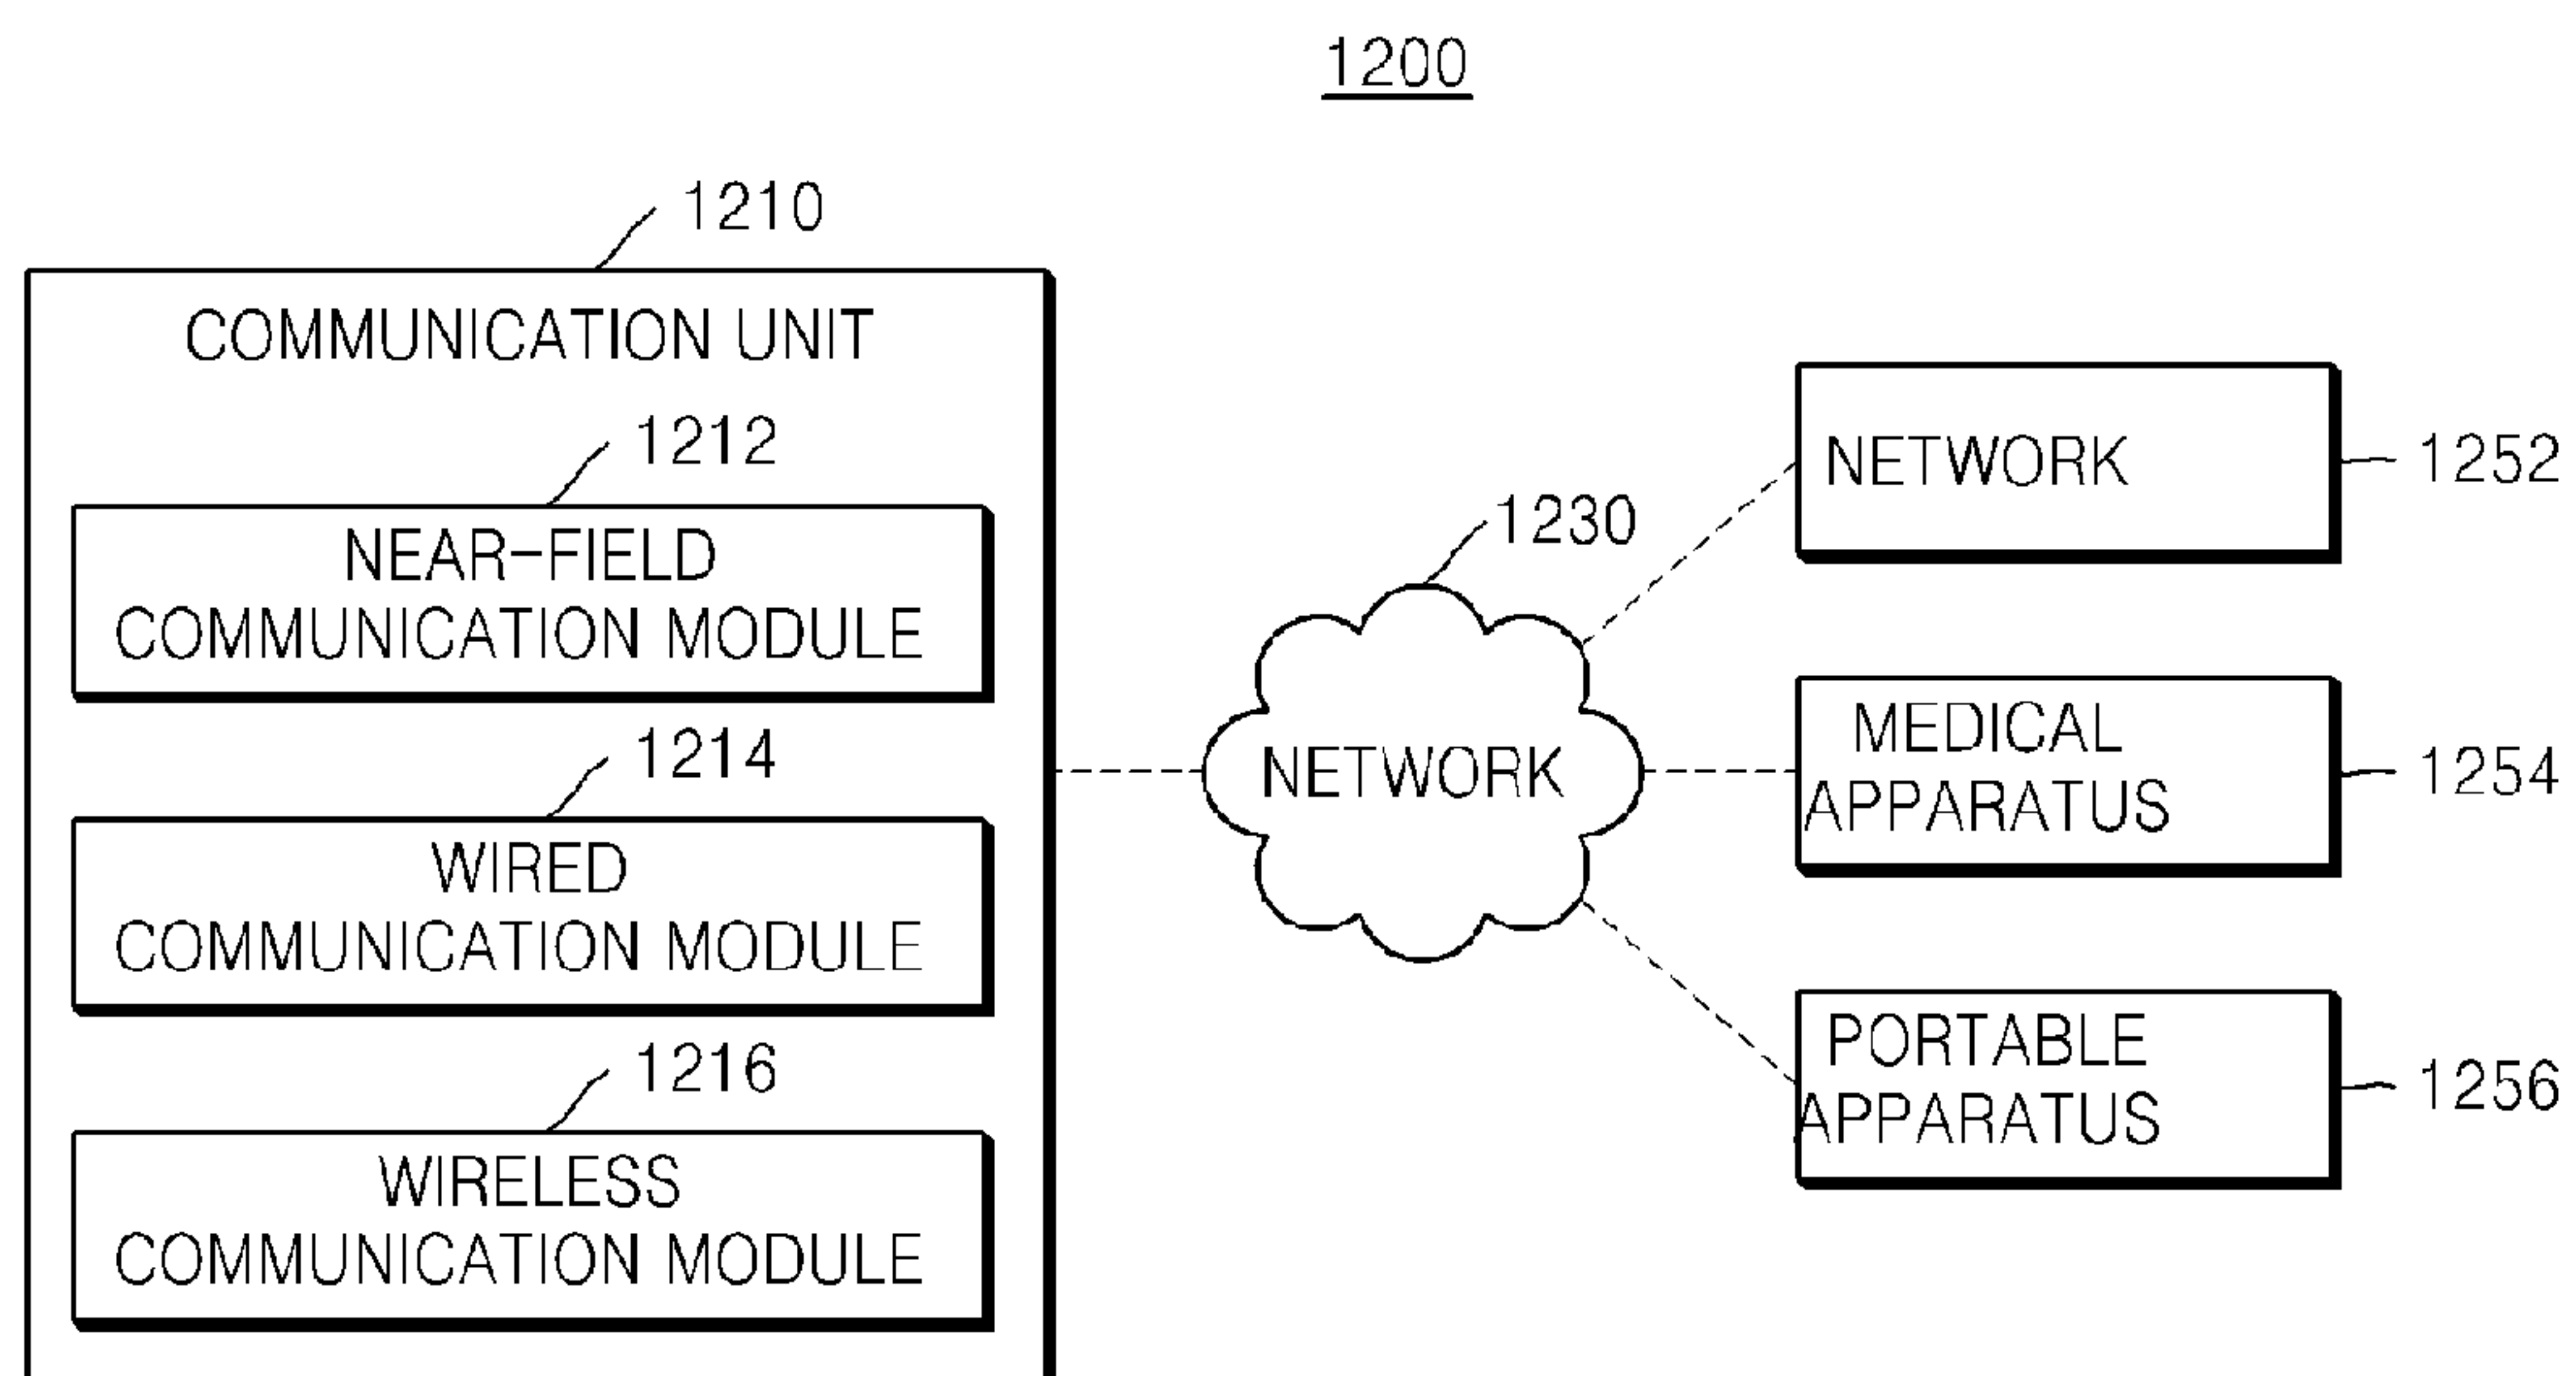 1200
1210
COMMUNICATION UNIT
1212
NEAR-FIELD
COMMUNICATION MODULE
1214
WIRED
COMMUNICATION MODULE
1216
WIRELESS
COMMUNICATION MODULE
1230
NETWORK
NETWORK
1252
MEDICAL
APPARATUS
1254
PORTABLE
APPARATUS
1256